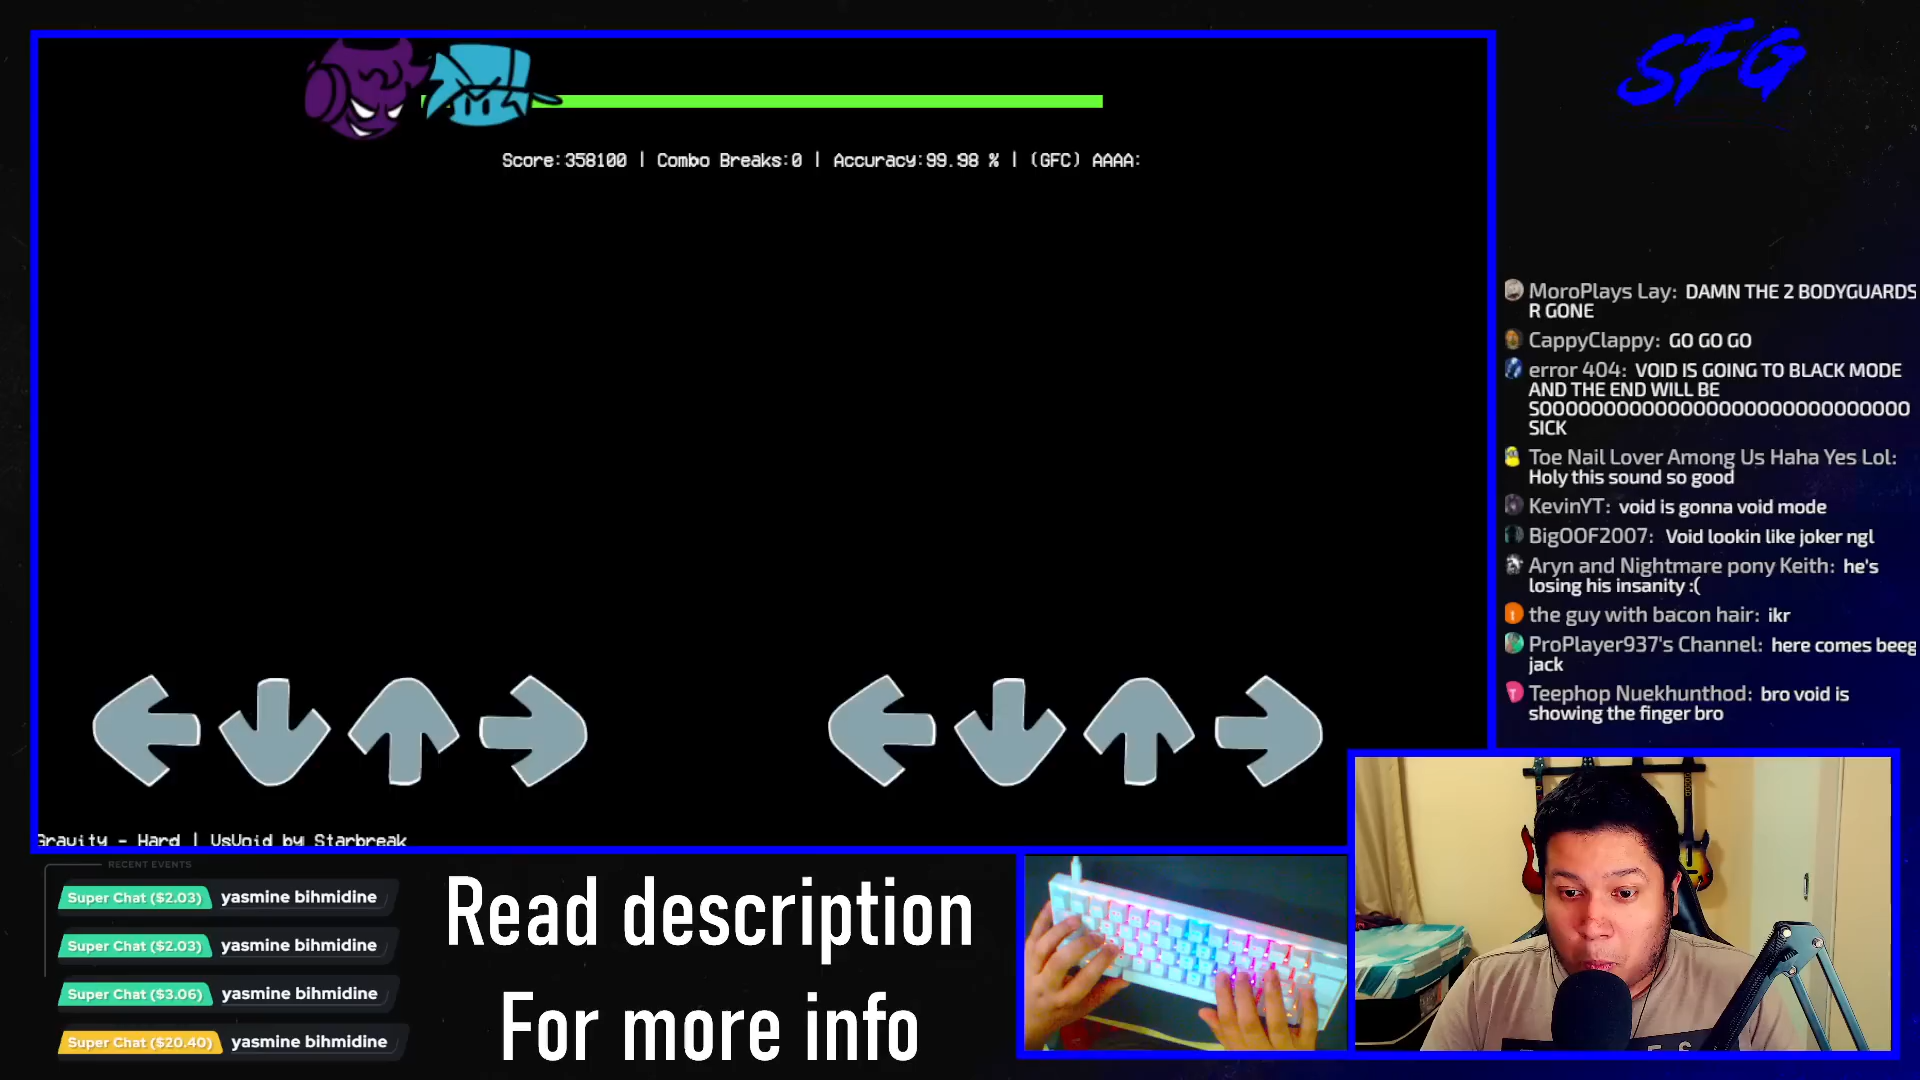 SFG
Score:358100 | Combo Breaks:0 | Accuracy:99.98 % | (GFC) AAAA:
MoroPlays Lay: DAMN THE 2 BODYGUARDS
R GONE
CappyClappy: GO GO GO
error 404: VOID IS GOING TO BLACK MODE
AND THE END WILL BE
SOOOOOOOOOOOOOOOOOOOOOOOOOOOOO
SICK
Toe Nail Lover Among Us Haha Yes Lol:
Holy this sound so good
KevinYT: void is gonna void mode
BigOOF2007: Void lookin like joker ngl
Aryn and Nightmare pony Keith: he's
losing his insanity :(
the guy with bacon hair: ikr
ProPlayer937's Channel: here comes beeg
jack
Teephop Nuekhunthod: bro void is
showing the finger bro
Gravity - Hard | UsVoid by Starbreak
RECENT EVENTS
Super Chat ($2.03) yasmine bihmidine
Super Chat ($2.03) yasmine bihmidine
Super Chat ($3.06) yasmine bihmidine
Super Chat ($20.40) yasmine bihmidine
Read description
For more info